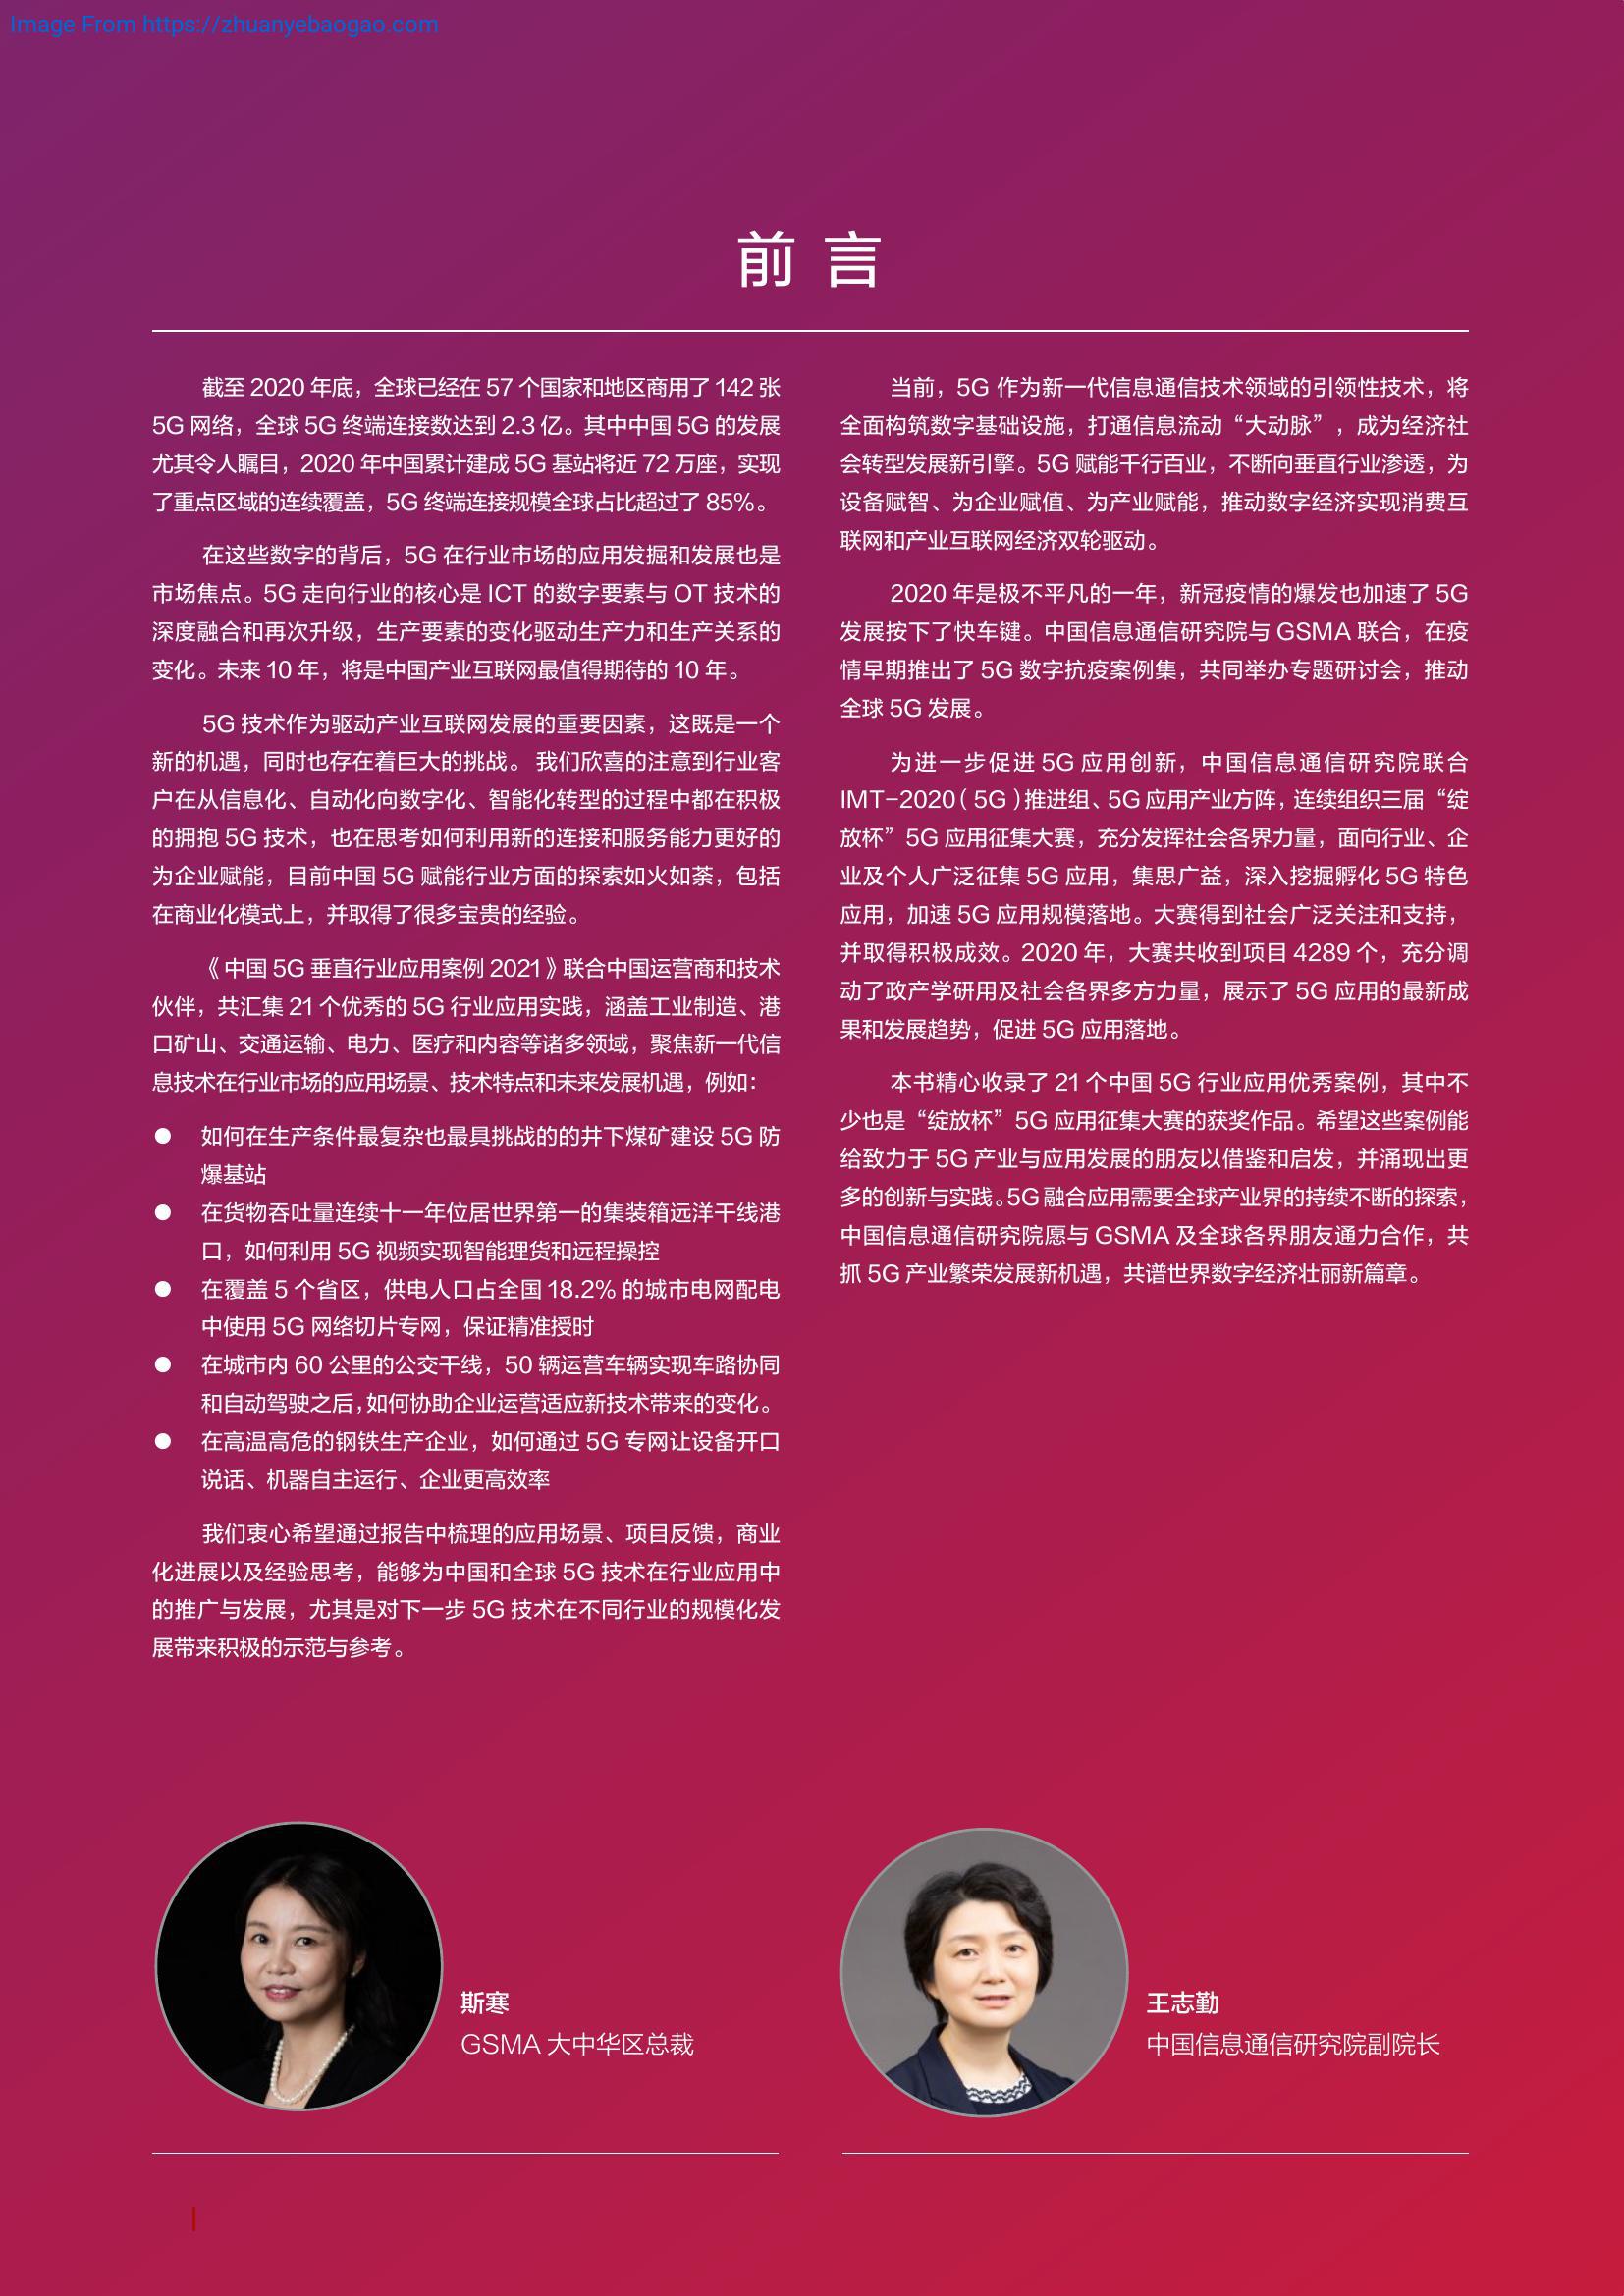 Image From https://zhuanyebaogao.com
前言
截至 2020 年底，全球已经在 57 个国家和地区商用了 142 张
5G 网络，全球 5G 终端连接数达到 2.3 亿。其中中国 5G 的发展
尤其令人瞩目，2020 年中国累计建成 5G 基站将近 72 万座，实现
了重点区域的连续覆盖，5G 终端连接规模全球占比超过了 85%。
在这些数字的背后，5G 在行业市场的应用发掘和发展也是
市场焦点。5G 走向行业的核心是 ICT 的数字要素与 OT 技术的
深度融合和再次升级，生产要素的变化驱动生产力和生产关系的
变化。未来 10 年，将是中国产业互联网最值得期待的 10 年。
5G 技术作为驱动产业互联网发展的重要因素，这既是一个
新的机遇，同时也存在着巨大的挑战。 我们欣喜的注意到行业客
户在从信息化、自动化向数字化、智能化转型的过程中都在积极
的拥抱 5G 技术，也在思考如何利用新的连接和服务能力更好的
为企业赋能，目前中国 5G 赋能行业方面的探索如火如荼，包括
在商业化模式上，并取得了很多宝贵的经验。
《中国 5G 垂直行业应用案例 2021》联合中国运营商和技术
伙伴，共汇集 21 个优秀的 5G 行业应用实践，涵盖工业制造、港
口矿山、交通运输、电力、医疗和内容等诸多领域，聚焦新一代信
息技术在行业市场的应用场景、技术特点和未来发展机遇，例如：
● 如何在生产条件最复杂也最具挑战的的井下煤矿建设 5G 防
爆基站
● 在货物吞吐量连续十一年位居世界第一的集装箱远洋干线港
口，如何利用 5G 视频实现智能理货和远程操控
● 在覆盖 5 个省区，供电人口占全国 18.2% 的城市电网配电
中使用 5G 网络切片专网，保证精准授时
● 在城市内 60 公里的公交干线，50 辆运营车辆实现车路协同
和自动驾驶之后，如何协助企业运营适应新技术带来的变化。
● 在高温高危的钢铁生产企业，如何通过 5G 专网让设备开口
说话、机器自主运行、企业更高效率
我们衷心希望通过报告中梳理的应用场景、项目反馈，商业
化进展以及经验思考，能够为中国和全球 5G 技术在行业应用中
的推广与发展，尤其是对下一步 5G 技术在不同行业的规模化发
展带来积极的示范与参考。
当前，5G 作为新一代信息通信技术领域的引领性技术，将
全面构筑数字基础设施，打通信息流动“大动脉”，成为经济社
会转型发展新引擎。5G 赋能千行百业，不断向垂直行业渗透，为
设备赋智、为企业赋值、为产业赋能，推动数字经济实现消费互
联网和产业互联网经济双轮驱动。
2020 年是极不平凡的一年，新冠疫情的爆发也加速了 5G
发展按下了快车键。中国信息通信研究院与 GSMA 联合，在疫
情早期推出了 5G 数字抗疫案例集，共同举办专题研讨会，推动
全球 5G 发展。
为进一步促进 5G 应用创新，中国信息通信研究院联合
IMT-2020（5G）推进组、5G 应用产业方阵，连续组织三届“绽
放杯”5G 应用征集大赛，充分发挥社会各界力量，面向行业、企
业及个人广泛征集 5G 应用，集思广益，深入挖掘孵化 5G 特色
应用，加速 5G 应用规模落地。大赛得到社会广泛关注和支持，
并取得积极成效。2020 年，大赛共收到项目 4289 个，充分调
动了政产学研用及社会各界多方力量，展示了 5G 应用的最新成
果和发展趋势，促进 5G 应用落地。
本书精心收录了 21 个中国 5G 行业应用优秀案例，其中不
少也是“绽放杯”5G 应用征集大赛的获奖作品。希望这些案例能
给致力于 5G 产业与应用发展的朋友以借鉴和启发，并涌现出更
多的创新与实践。5G 融合应用需要全球产业界的持续不断的探索，
中国信息通信研究院愿与 GSMA 及全球各界朋友通力合作，共
抓 5G 产业繁荣发展新机遇，共谱世界数字经济壮丽新篇章。
斯寒
GSMA 大中华区总裁
王志勤
中国信息通信研究院副院长